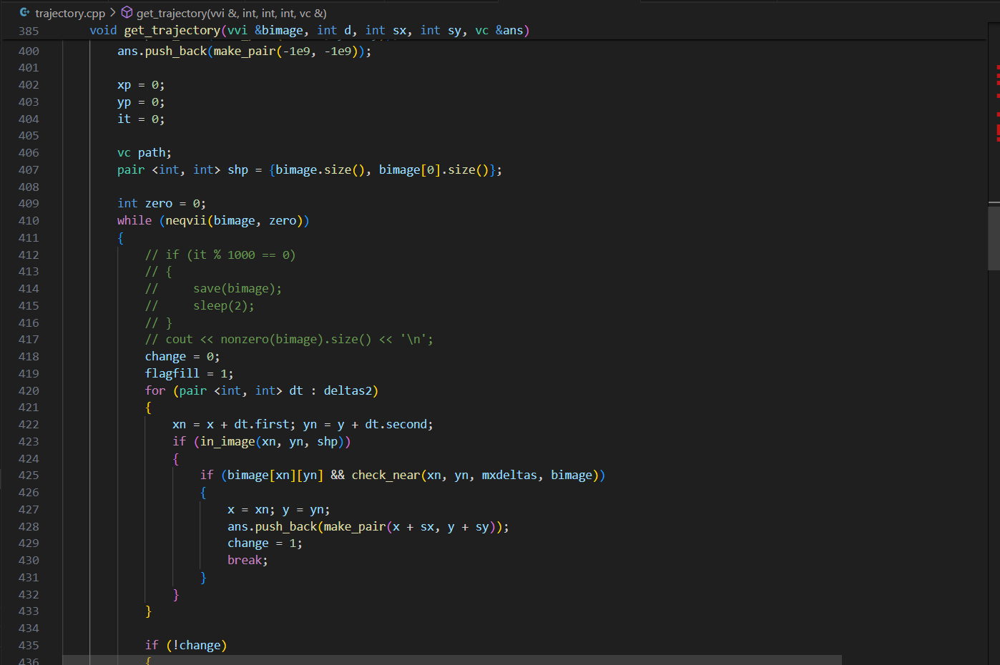 trajectory.cpp > get_trajectory(vvi &, int, int, int, vc &)
385 void get_trajectory(vvi &bimage, int d, int sx, int sy, vc &ans)
400 ans.push_back(make_pair(-1e9, -1e9));
401
402 xp = 0;
403 yp = 0;
404 it = 0;
405
406 vc path;
407 pair <int, int> shp = {bimage.size(), bimage[0].size()};
408
409 int zero = 0;
410 while (neqvii(bimage, zero))
411 {
412 // if (it % 1000 == 0)
413 // {
414 //     save(bimage);
415 //     sleep(2);
416 // }
417 // cout << nonzero(bimage).size() << '\n';
418 change = 0;
419 flagfill = 1;
420 for (pair <int, int> dt : deltas2)
421 {
422 xn = x + dt.first; yn = y + dt.second;
423 if (in_image(xn, yn, shp))
424 {
425 if (bimage[xn][yn] && check_near(xn, yn, mxdeltas, bimage))
426 {
427 x = xn; y = yn;
428 ans.push_back(make_pair(x + sx, y + sy));
429 change = 1;
430 break;
431 }
432 }
433 }
434
435 if (!change)
436 {